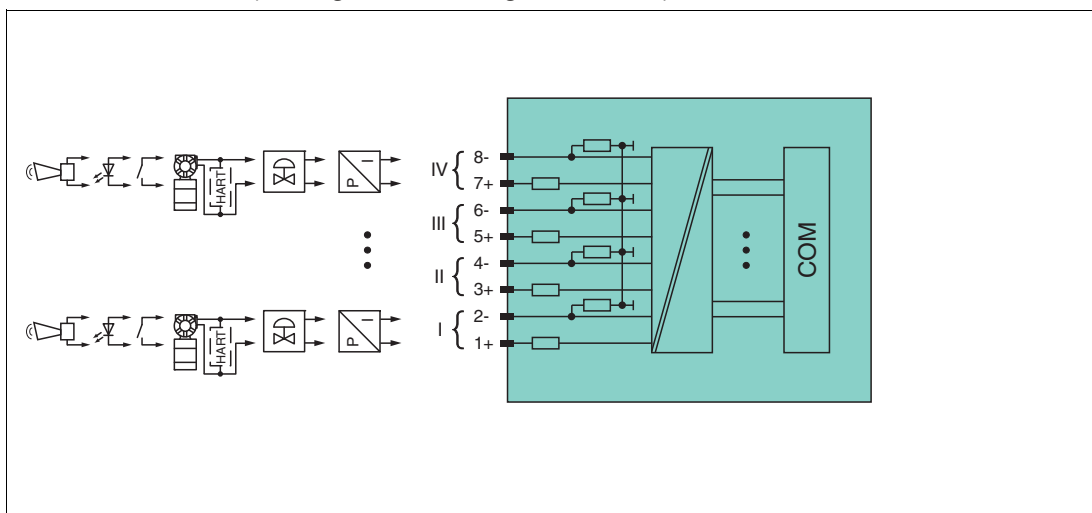 HART
P I
IV
8-
7+
III
6-
5+
II
4-
3+
I
2-
1+
COM
HART
P I